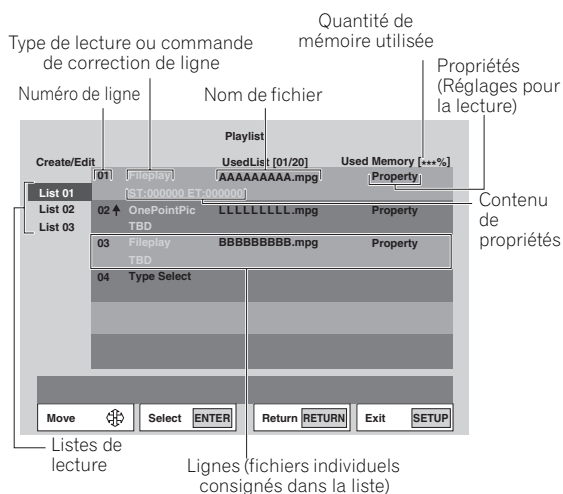 Quantité de
mémoire utilisée
Type de lecture ou commande
de correction de ligne
Propriétés
(Réglages pour
la lecture)
Numéro de ligne
Nom de fichier
Playlist
Create/Edit
UsedList [01/20]
Used Memory [***%]
01 Fileplay AAAAAAAAA.mpg Property
List 01
ST:000000 ET:000000
Contenu
de
propriétés
List 02
02 OnePointPic LLLLLLLLL.mpg Property
List 03
TBD
03 Fileplay BBBBBBBBB.mpg Property
TBD
04 Type Select
Move Select ENTER Return RETURN Exit SETUP
Listes de
lecture
Lignes (fichiers individuels
consignés dans la liste)